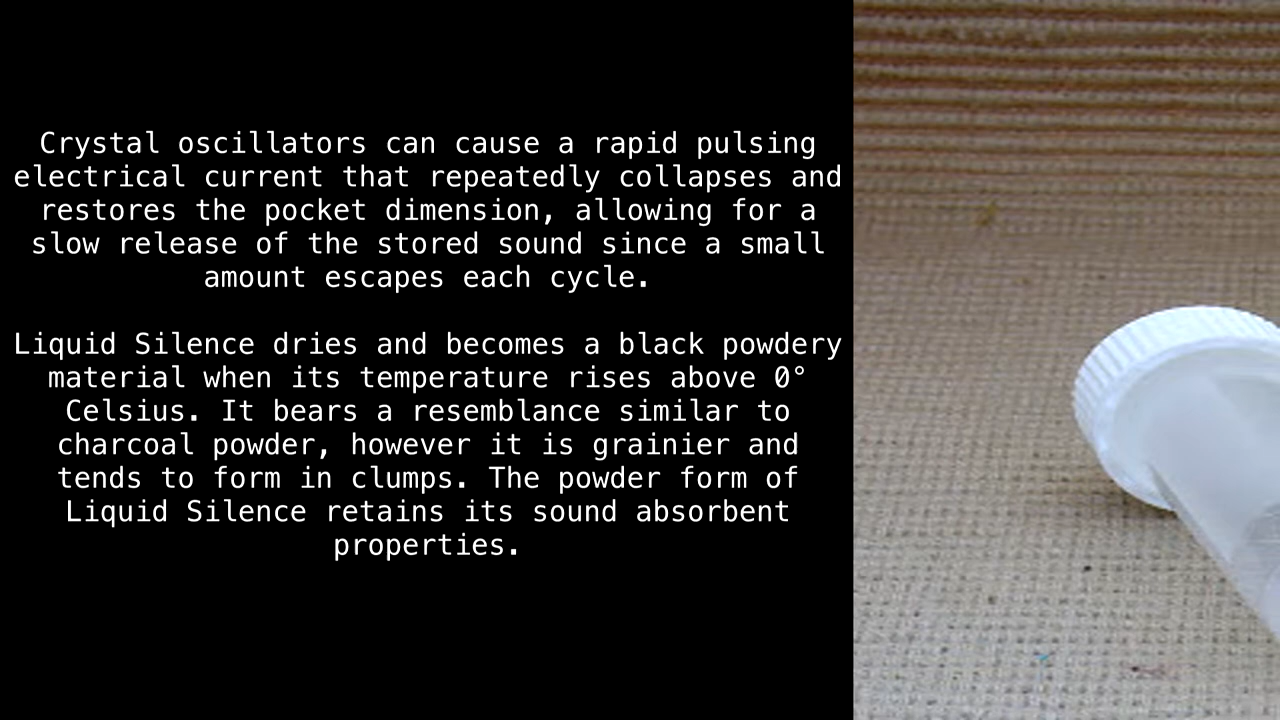 Crystal oscillators can cause a rapid pulsing
electrical current that repeatedly collapses and
restores the pocket dimension, allowing for a
slow release of the stored sound since a small
amount escapes each cycle.
Liquid Silence dries and becomes a black powdery
material when its temperature rises above 0°
Celsius. It bears a resemblance similar to
charcoal powder, however it is grainier and
tends to form in clumps. The powder form of
Liquid Silence retains its sound absorbent
properties.